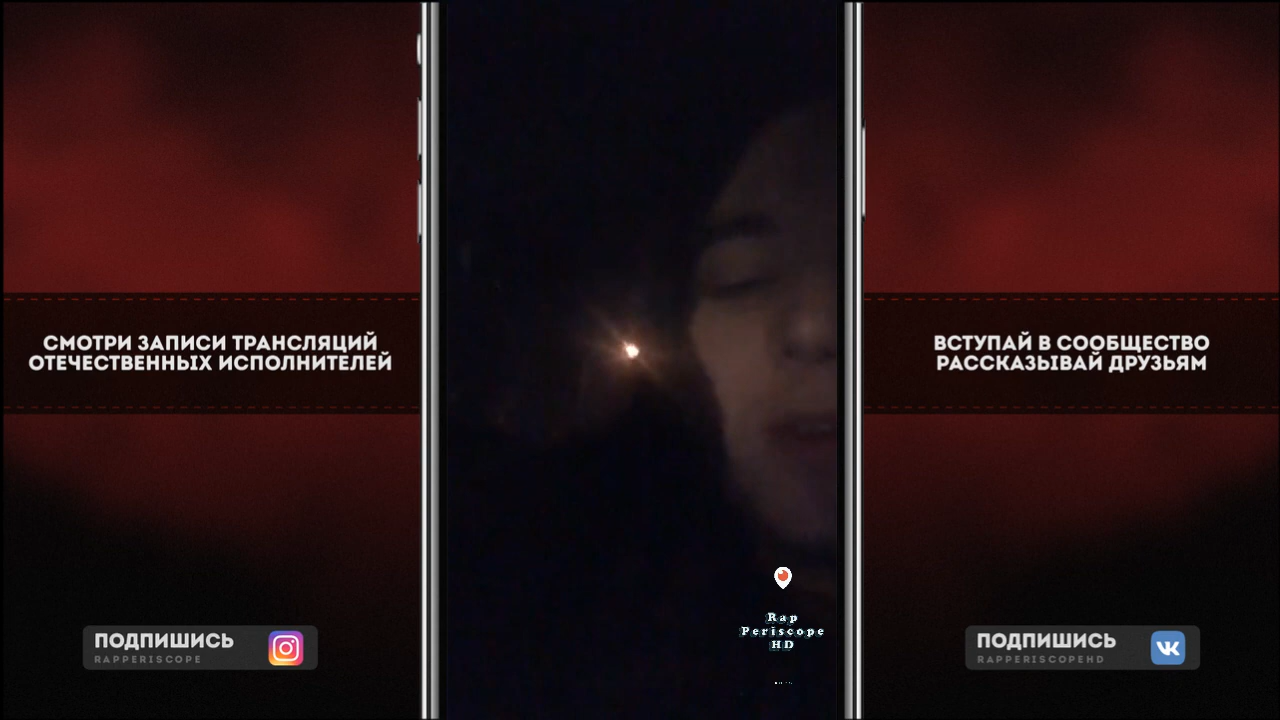 СМОТРИ ЗАПИСИ ТРАНСЛЯЦИЙ
ОТЕЧЕСТВЕННЫХ ИСПОЛНИТЕЛЕЙ
ВСТУПАЙ В СООБЩЕСТВО
РАССКАЗЫВАЙ ДРУЗЬЯМ
Rap
Periscope
HD
ПОДПИШИСЬ
RAPPERISCOPE
ПОДПИШИСЬ
RAPPERISCOPEHD